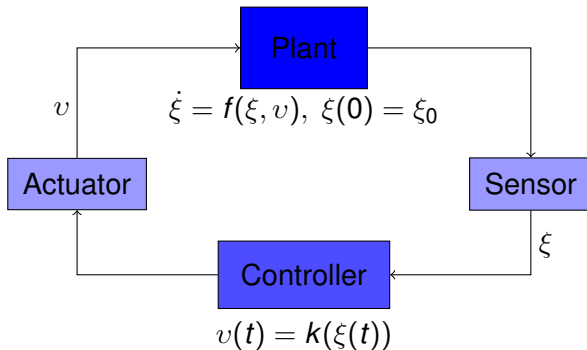 Plant
υ
ξ̇ = f(ξ, υ), ξ(0) = ξ₀
Actuator
Sensor
ξ
Controller
υ(t) = k(ξ(t))